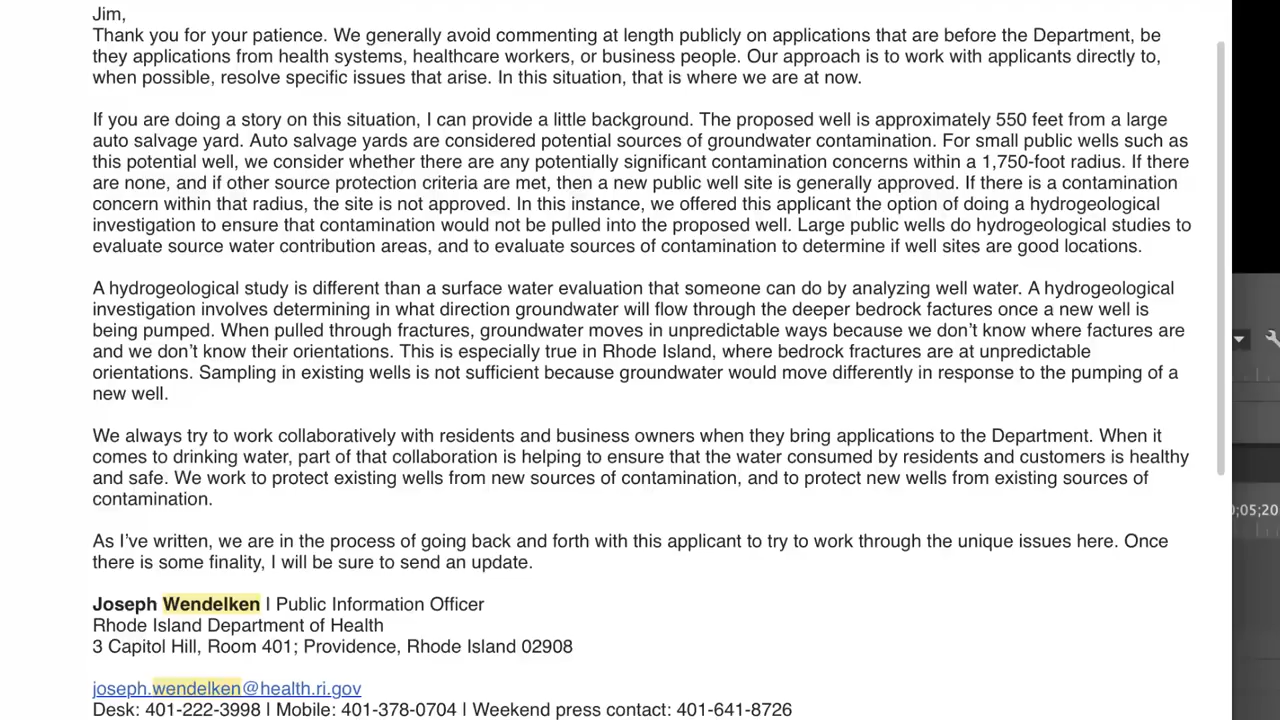 Jim,
Thank you for your patience. We generally avoid commenting at length publicly on applications that are before the Department, be
they applications from health systems, healthcare workers, or business people. Our approach is to work with applicants directly to,
when possible, resolve specific issues that arise. In this situation, that is where we are at now.
If you are doing a story on this situation, I can provide a little background. The proposed well is approximately 550 feet from a large
auto salvage yard. Auto salvage yards are considered potential sources of groundwater contamination. For small public wells such as
this potential well, we consider whether there are any potentially significant contamination concerns within a 1,750-foot radius. If there
are none, and if other source protection criteria are met, then a new public well site is generally approved. If there is a contamination
concern within that radius, the site is not approved. In this instance, we offered this applicant the option of doing a hydrogeological
investigation to ensure that contamination would not be pulled into the proposed well. Large public wells do hydrogeological studies to
evaluate source water contribution areas, and to evaluate sources of contamination to determine if well sites are good locations.
A hydrogeological study is different than a surface water evaluation that someone can do by analyzing well water. A hydrogeological
investigation involves determining in what direction groundwater will flow through the deeper bedrock factures once a new well is
being pumped. When pulled through fractures, groundwater moves in unpredictable ways because we don’t know where factures are
and we don’t know their orientations. This is especially true in Rhode Island, where bedrock fractures are at unpredictable
orientations. Sampling in existing wells is not sufficient because groundwater would move differently in response to the pumping of a
new well.
We always try to work collaboratively with residents and business owners when they bring applications to the Department. When it
comes to drinking water, part of that collaboration is helping to ensure that the water consumed by residents and customers is healthy
and safe. We work to protect existing wells from new sources of contamination, and to protect new wells from existing sources of
contamination.
As I’ve written, we are in the process of going back and forth with this applicant to try to work through the unique issues here. Once
there is some finality, I will be sure to send an update.
Joseph Wendelken I Public Information Officer
Rhode Island Department of Health
3 Capitol Hill, Room 401; Providence, Rhode Island 02908
joseph.wendelken@health.ri.gov
Desk: 401-222-3998 I Mobile: 401-378-0704 I Weekend press contact: 401-641-8726
;05;20